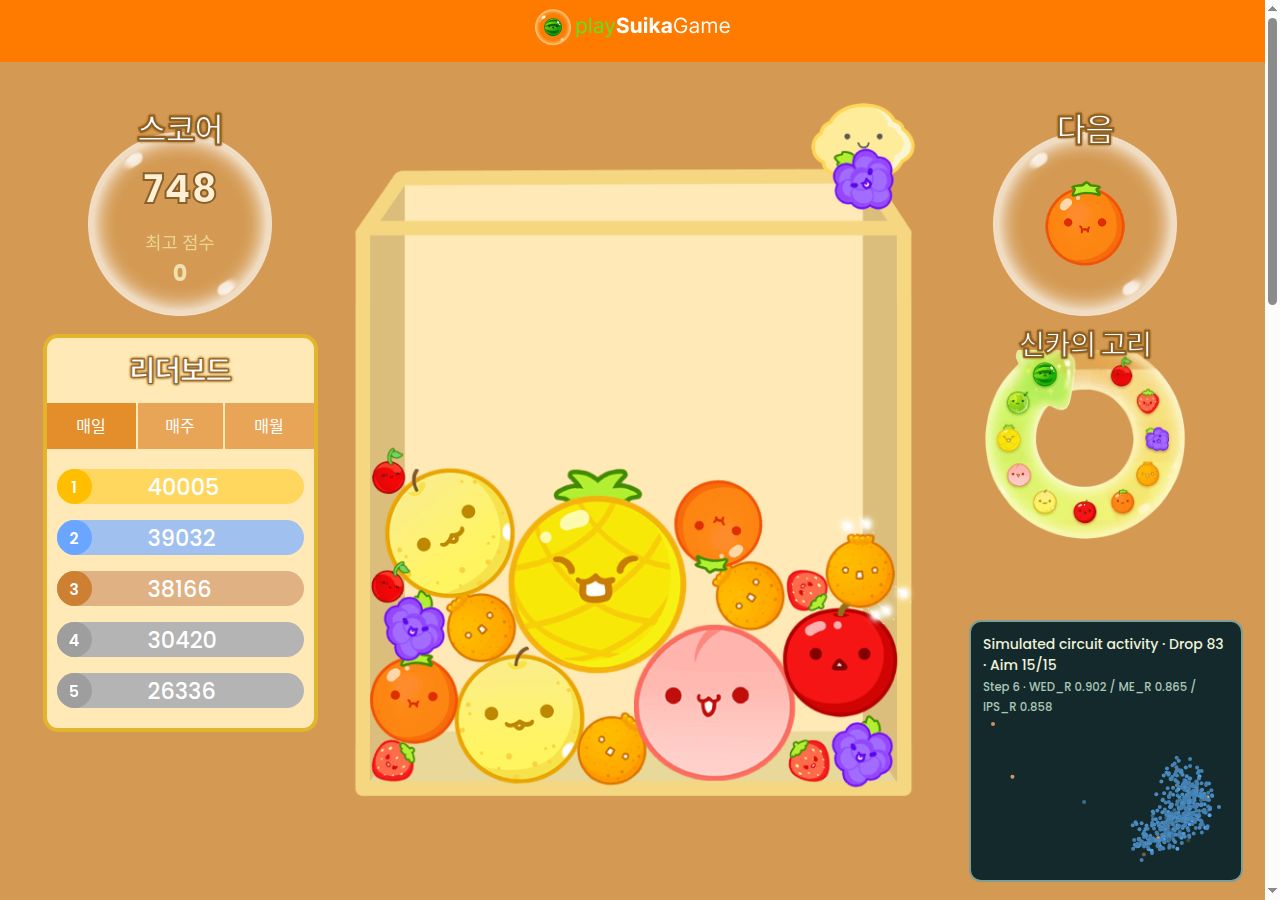 playSuikaGame
스코어
748
최고 점수
0
리더보드
매일 매주 매월
1 40005
2 39032
3 38166
4 30420
5 26336
다음
신카의 고리
Simulated circuit activity · Drop 83
· Aim 15/15
Step 6 · WED_R 0.902 / ME_R 0.865 /
IPS_R 0.858